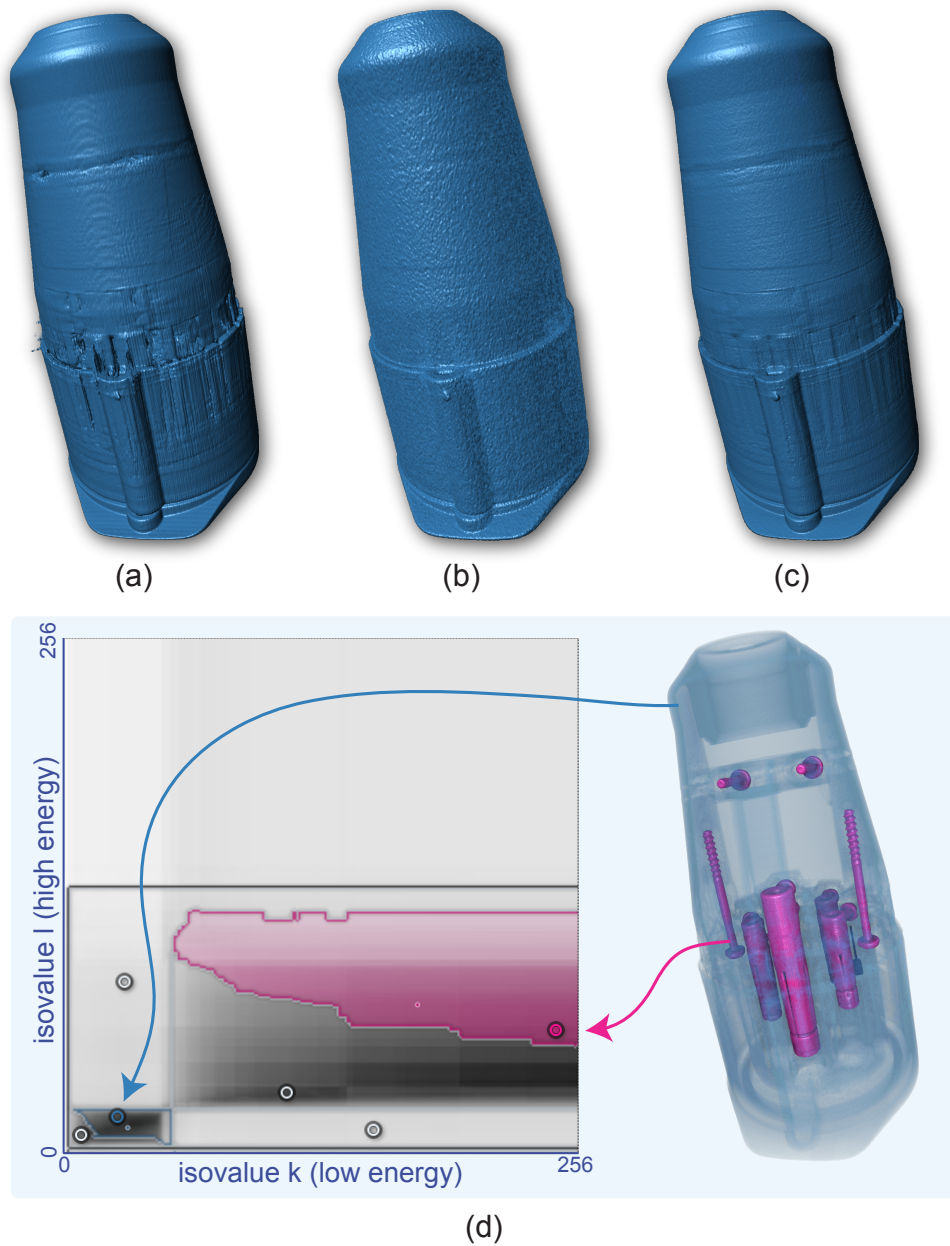 (a)
(b)
(c)
256
isovalue l (high energy)
0
0
isovalue k (low energy)
256
(d)